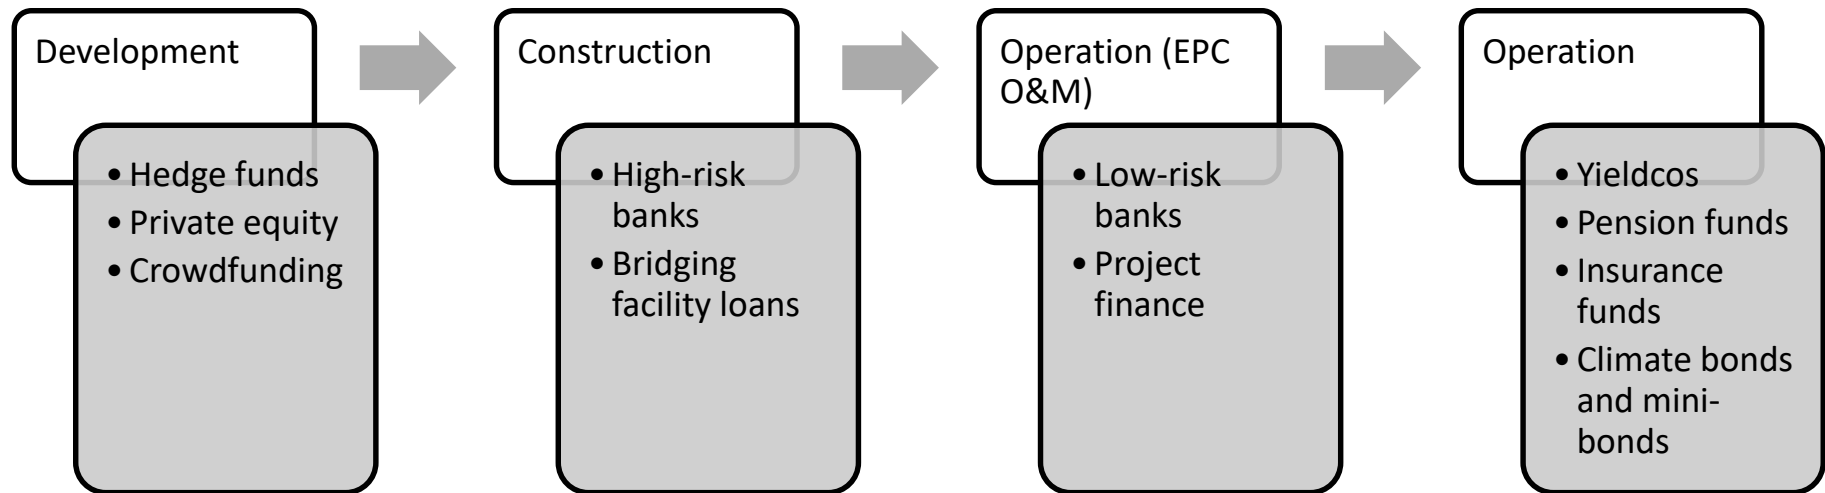 Development
• Hedge funds
• Private equity
• Crowdfunding
Construction
• High-risk
banks
• Bridging
facility loans
Operation (EPC
O&M)
• Low-risk
banks
• Project
finance
Operation
• Yieldcos
• Pension funds
• Insurance
funds
• Climate bonds
and mini-
bonds